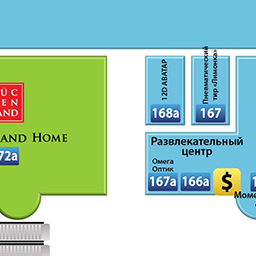 ÜC
EN
AND
AND HOME
72a
12D АВАТАР
168a
Пневматический
тир «Лимонка»
167
Развлекательный
центр
Омега
Оптик
167a
166a
$
1
Моме